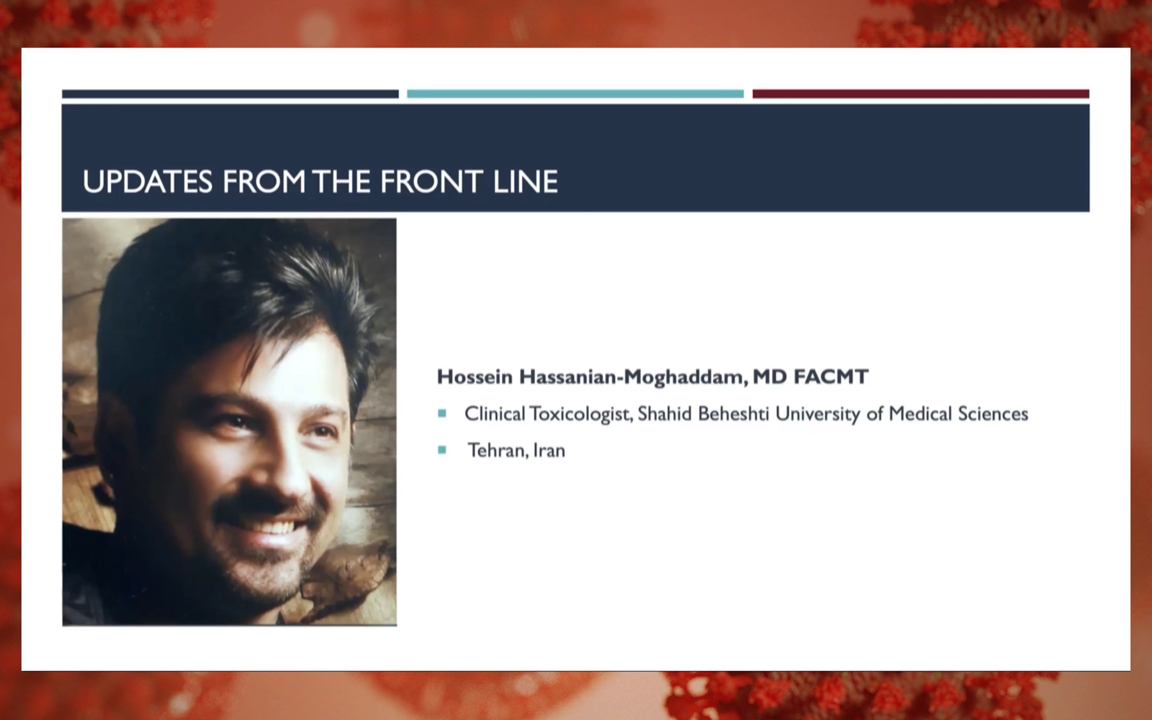 UPDATES FROM THE FRONT LINE
Hossein Hassanian-Moghaddam, MD FACMT
Clinical Toxicologist, Shahid Beheshti University of Medical Sciences
Tehran, Iran